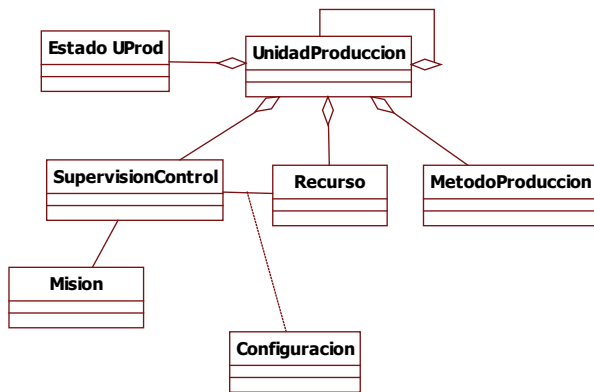 Estado UProd
UnidadProduccion
SupervisionControl
Recurso
MetodoProduccion
Mision
Configuracion